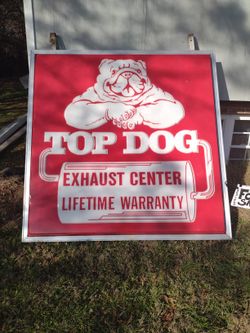 TOP DOG
EXHAUST CENTER
LIFETIME WARRANTY